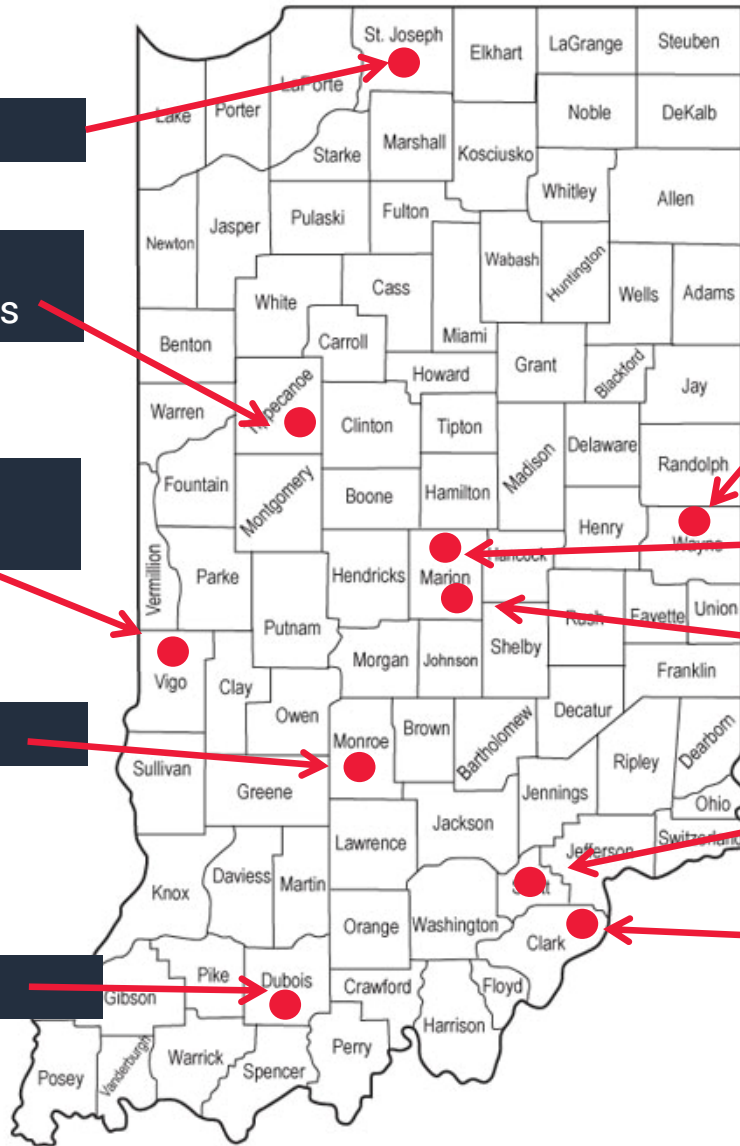 St. Joseph
Elkhart
LaGrange
Steuben
Lake
Porter
LaPorte
Noble
DeKalb
Starke
Marshall
Kosciusko
Whitley
Allen
Newton
Jasper
Pulaski
Fulton
Wabash
Huntington
Wells
Adams
s
White
Cass
Miami
Benton
Carroll
Grant
Blackford
Howard
Jay
Warren
Tippecanoe
Clinton
Tipton
Madison
Delaware
Randolph
Fountain
Montgomery
Boone
Hamilton
Henry
Wayne
Vermillion
Parke
Hendricks
Marion
Hancock
Putnam
Rush
Fayette
Union
Shelby
Morgan
Johnson
Franklin
Vigo
Clay
Owen
Decatur
Monroe
Brown
Bartholomew
Dearborn
Sullivan
Greene
Ripley
Jennings
Ohio
Jackson
Lawrence
Jefferson
Switzerland
Knox
Daviess
Martin
Scott
Orange
Washington
Clark
Pike
Dubois
Crawford
Floyd
Gibson
Harrison
Posey
Vanderburgh
Warrick
Spencer
Perry